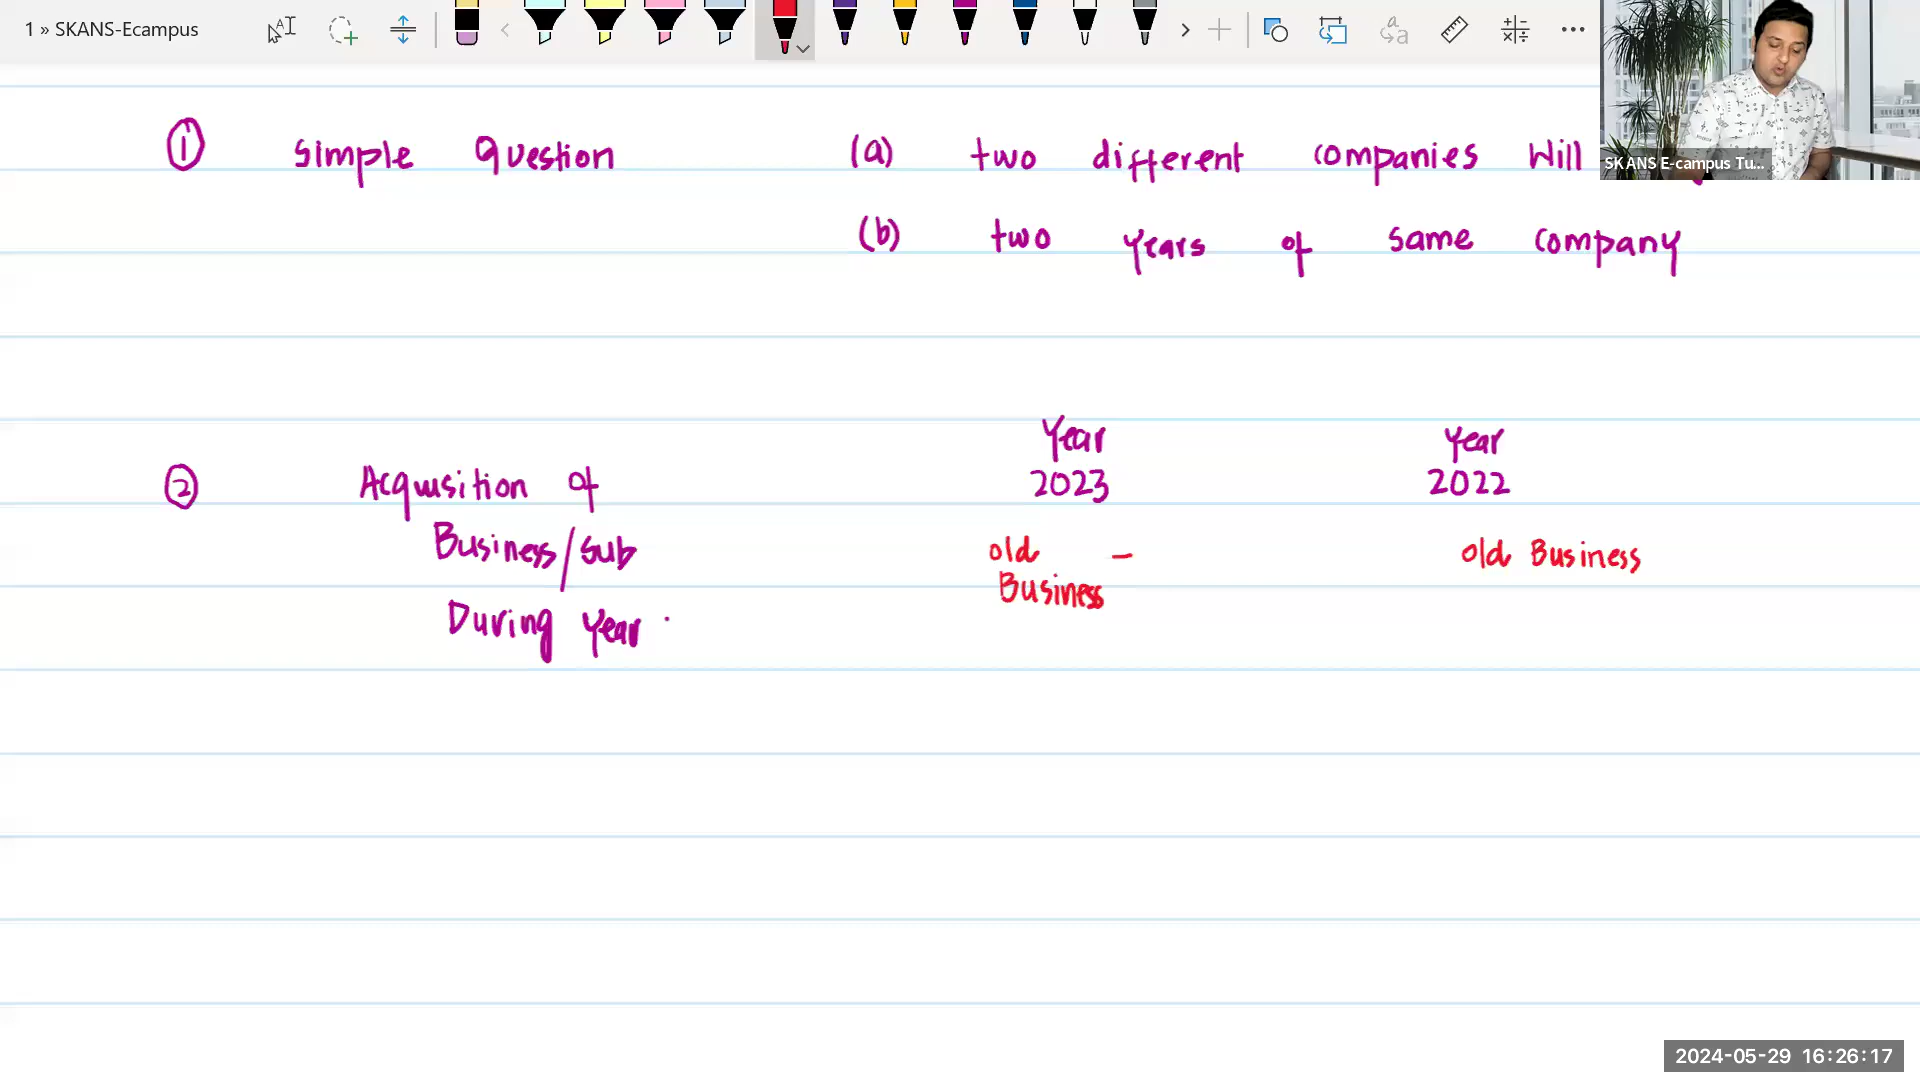 1 » SKANS-Ecampus
SKANS E-campus Tu...
① Simple Question (a) two different companies Will
(b) two years of same company
Year Year
② Acqusition of 2023 2022
Business/Sub old – old Business
Business
During Year
2024-05-29 16:26:17